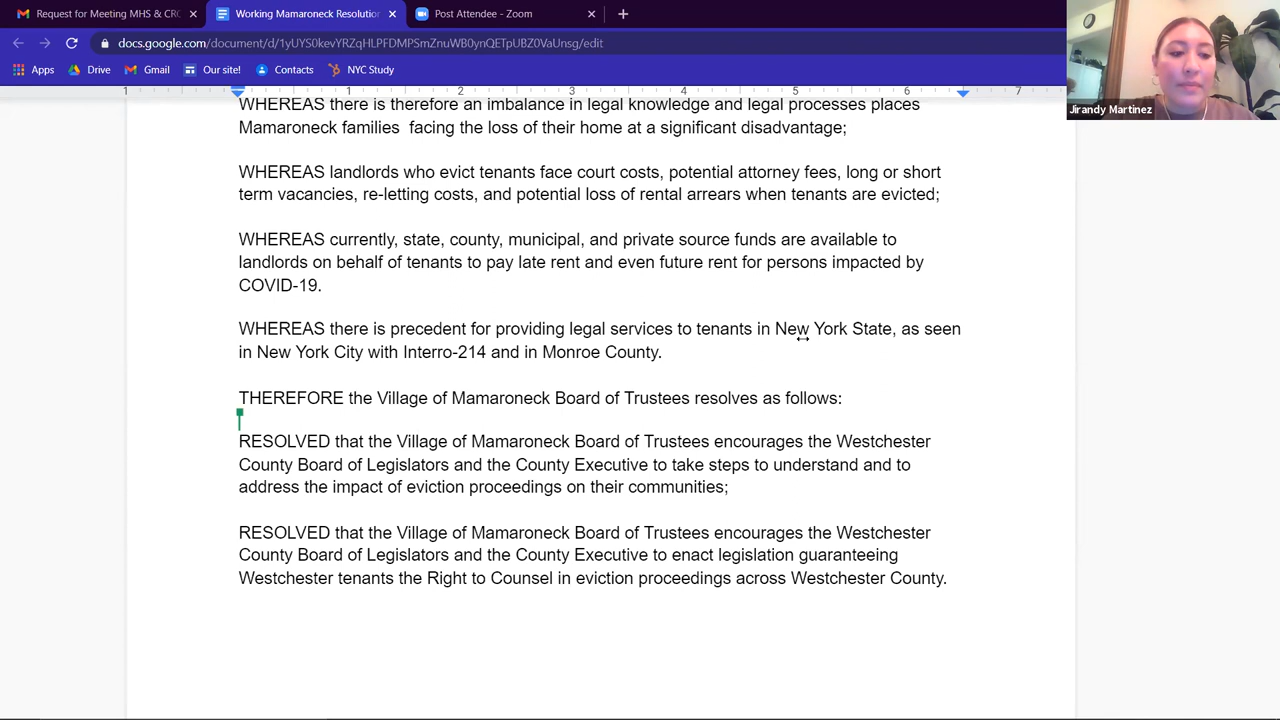 Request for Meeting MHS & CRC
Working Mamaroneck Resolution
Post Attendee - Zoom
docs.google.com/document/d/1yUYS0kevYRZqHLPFDMPSmZnuWB0ynQETpUBZ0VaUnsg/edit
Apps Drive Gmail Our site! Contacts NYC Study
1 1 2 3 4 5 6 7
Jirandy Martinez
WHEREAS there is therefore an imbalance in legal knowledge and legal processes places
Mamaroneck families facing the loss of their home at a significant disadvantage;
WHEREAS landlords who evict tenants face court costs, potential attorney fees, long or short
term vacancies, re-letting costs, and potential loss of rental arrears when tenants are evicted;
WHEREAS currently, state, county, municipal, and private source funds are available to
landlords on behalf of tenants to pay late rent and even future rent for persons impacted by
COVID-19.
WHEREAS there is precedent for providing legal services to tenants in New York State, as seen
in New York City with Interro-214 and in Monroe County.
THEREFORE the Village of Mamaroneck Board of Trustees resolves as follows:
RESOLVED that the Village of Mamaroneck Board of Trustees encourages the Westchester
County Board of Legislators and the County Executive to take steps to understand and to
address the impact of eviction proceedings on their communities;
RESOLVED that the Village of Mamaroneck Board of Trustees encourages the Westchester
County Board of Legislators and the County Executive to enact legislation guaranteeing
Westchester tenants the Right to Counsel in eviction proceedings across Westchester County.